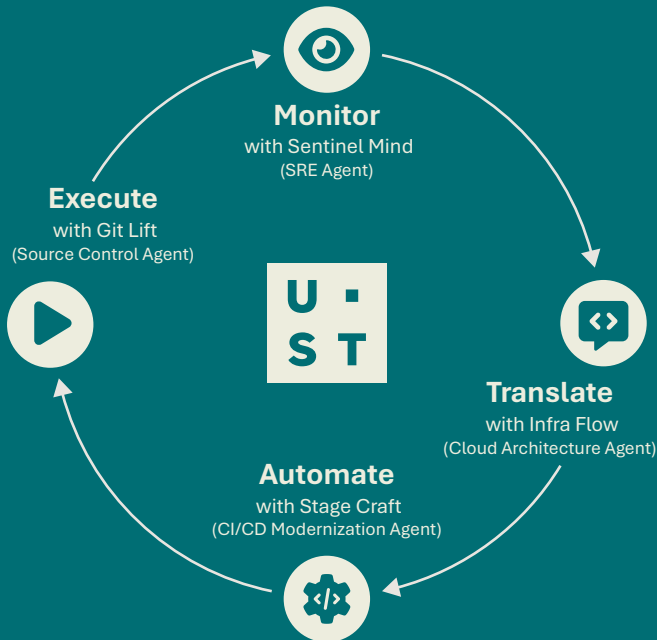 Monitor
with Sentinel Mind
(SRE Agent)
Execute
with Git Lift
(Source Control Agent)
U·
ST
Translate
with Infra Flow
(Cloud Architecture Agent)
Automate
with Stage Craft
(CI/CD Modernization Agent)